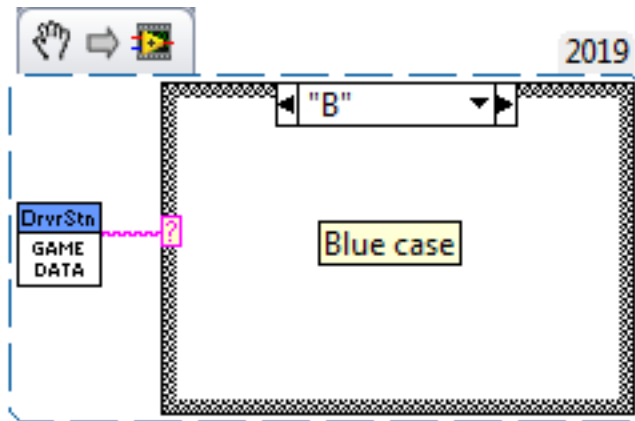 2019
"B"
DrvrStn
GAME
DATA
?
Blue case